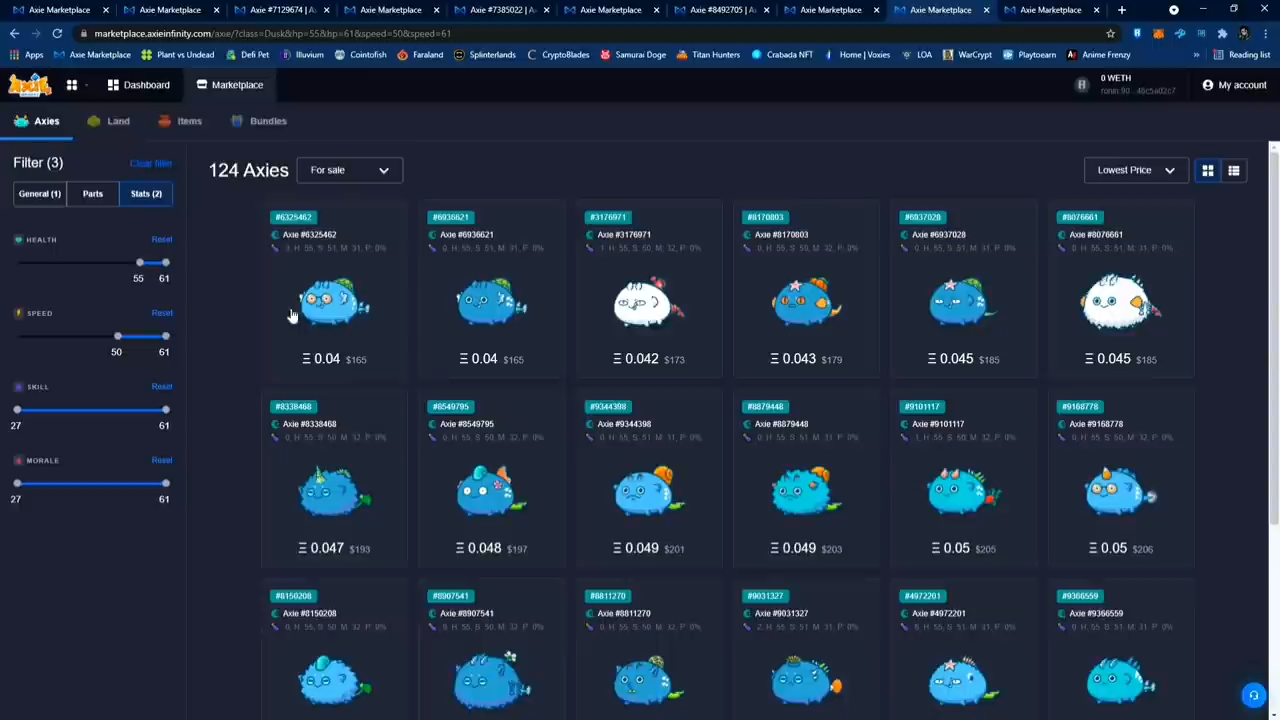 Axie Marketplace
Axie Marketplace
Axie #7129674 | A
Axie Marketplace
Axie #7385022 | A
Axie Marketplace
Axie #8492705 | A
Axie Marketplace
Axie Marketplace
Axie Marketplace
marketplace.axieinfinity.com/axie/?class=Dusk&hp=55&hp=61&speed=50&speed=61
Apps Axie Marketplace Plant vs Undead Defi Pet Illuvium Cointofish Faraland Splinterlands CryptoBlades Samurai Doge Titan Hunters Crabada NFT Home | Voxies LOA WarCrypt Playtoearn Anime Frenzy » Reading list
Dashboard Marketplace
0 WETH
My account
Axies Land Items Bundles
Filter (3) Clear filter
General (1) Parts Stats (2)
HEALTH Reset
55 61
SPEED Reset
50 61
SKILL Reset
27 61
MORALE Reset
27 61
124 Axies For sale Lowest Price
#6325462 #6936621 #3176971 #8170803 #6937028 #8076661
Axie #6325462 Axie #6936621 Axie #3176971 Axie #8170803 Axie #6937028 Axie #8076661
Ξ 0.04 $165 Ξ 0.04 $165 Ξ 0.042 $173 Ξ 0.043 $179 Ξ 0.045 $185 Ξ 0.045 $185
#8338468 #8549795 #9344398 #8879448 #9101117 #9168778
Axie #8338468 Axie #8549795 Axie #9344398 Axie #8879448 Axie #9101117 Axie #9168778
Ξ 0.047 $193 Ξ 0.048 $197 Ξ 0.049 $201 Ξ 0.049 $203 Ξ 0.05 $205 Ξ 0.05 $206
#8150208 #8907541 #8811270 #9031327 #4972201 #9366559
Axie #8150208 Axie #8907541 Axie #8811270 Axie #9031327 Axie #4972201 Axie #9366559